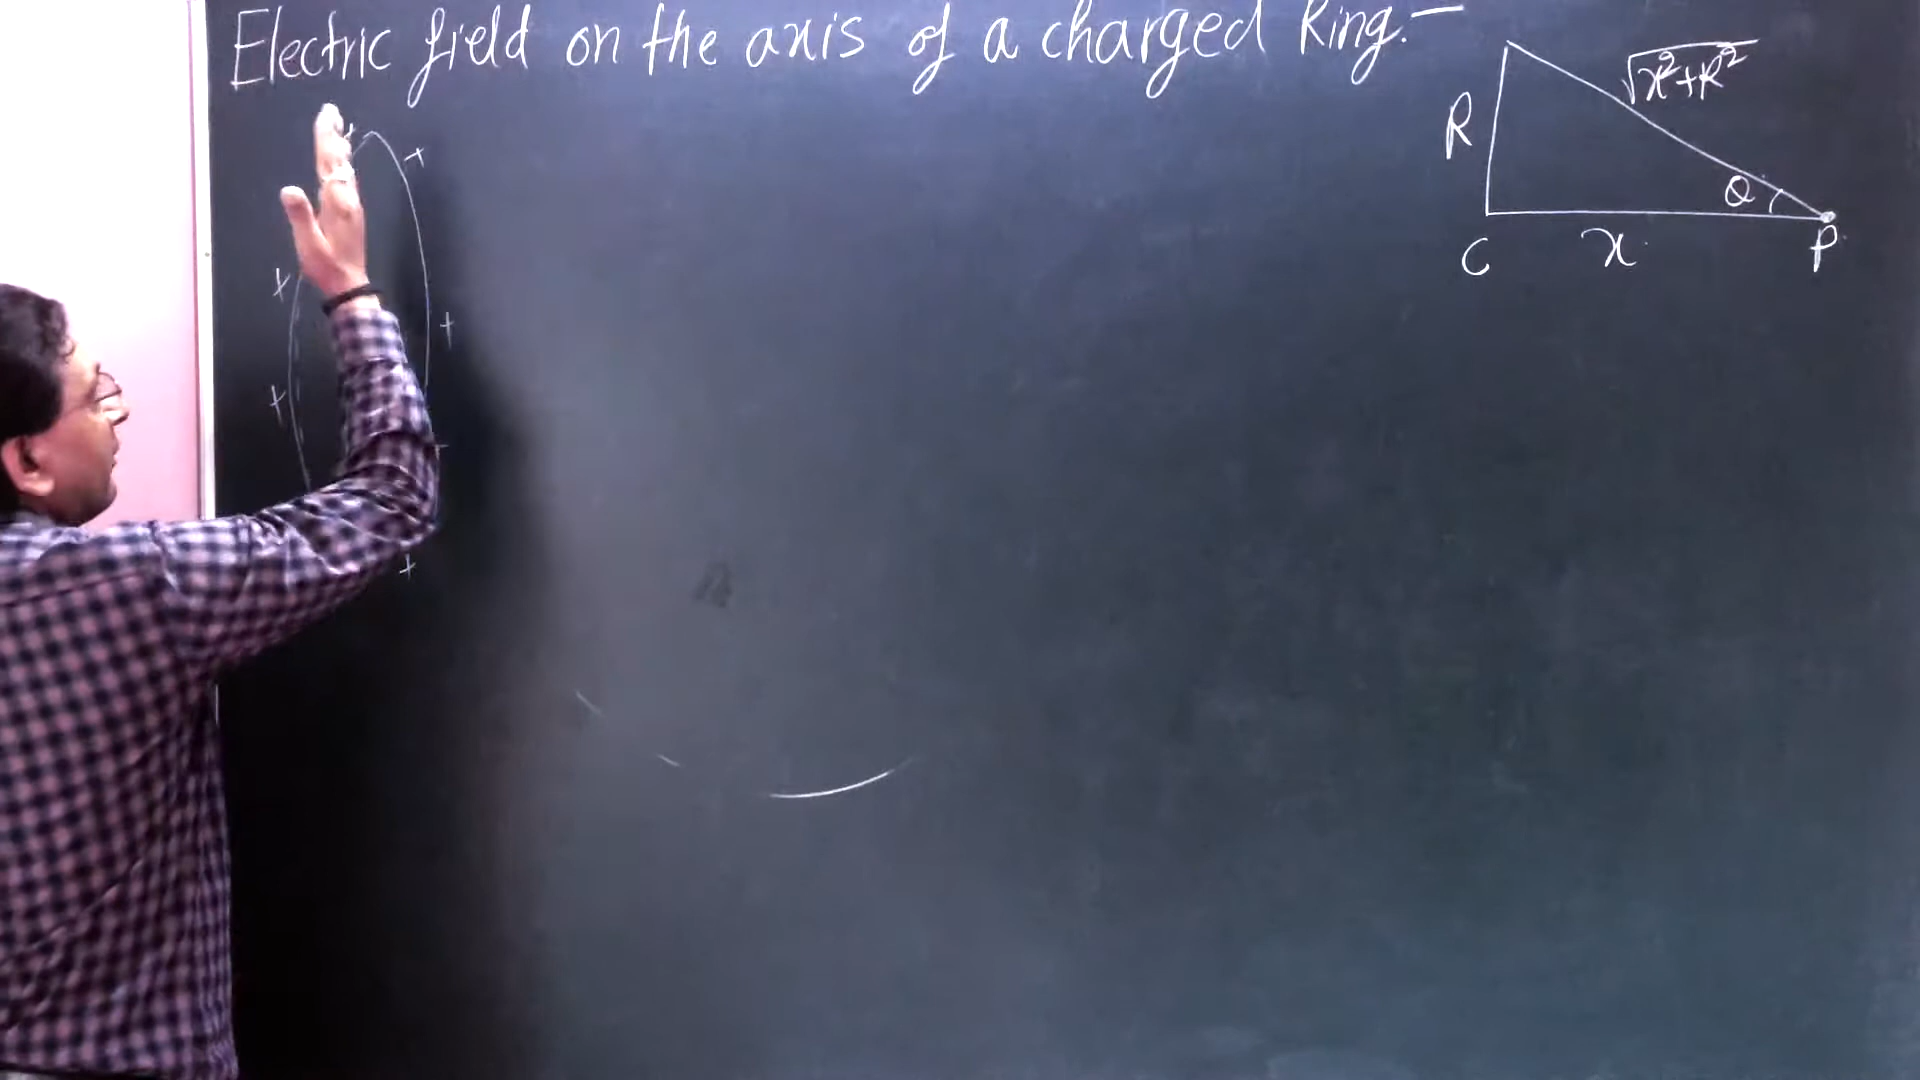 Electric field on the axis of a charged Ring:-
√x²+R²
R
θ
C
x
P
+
+
+
+
+
+
+